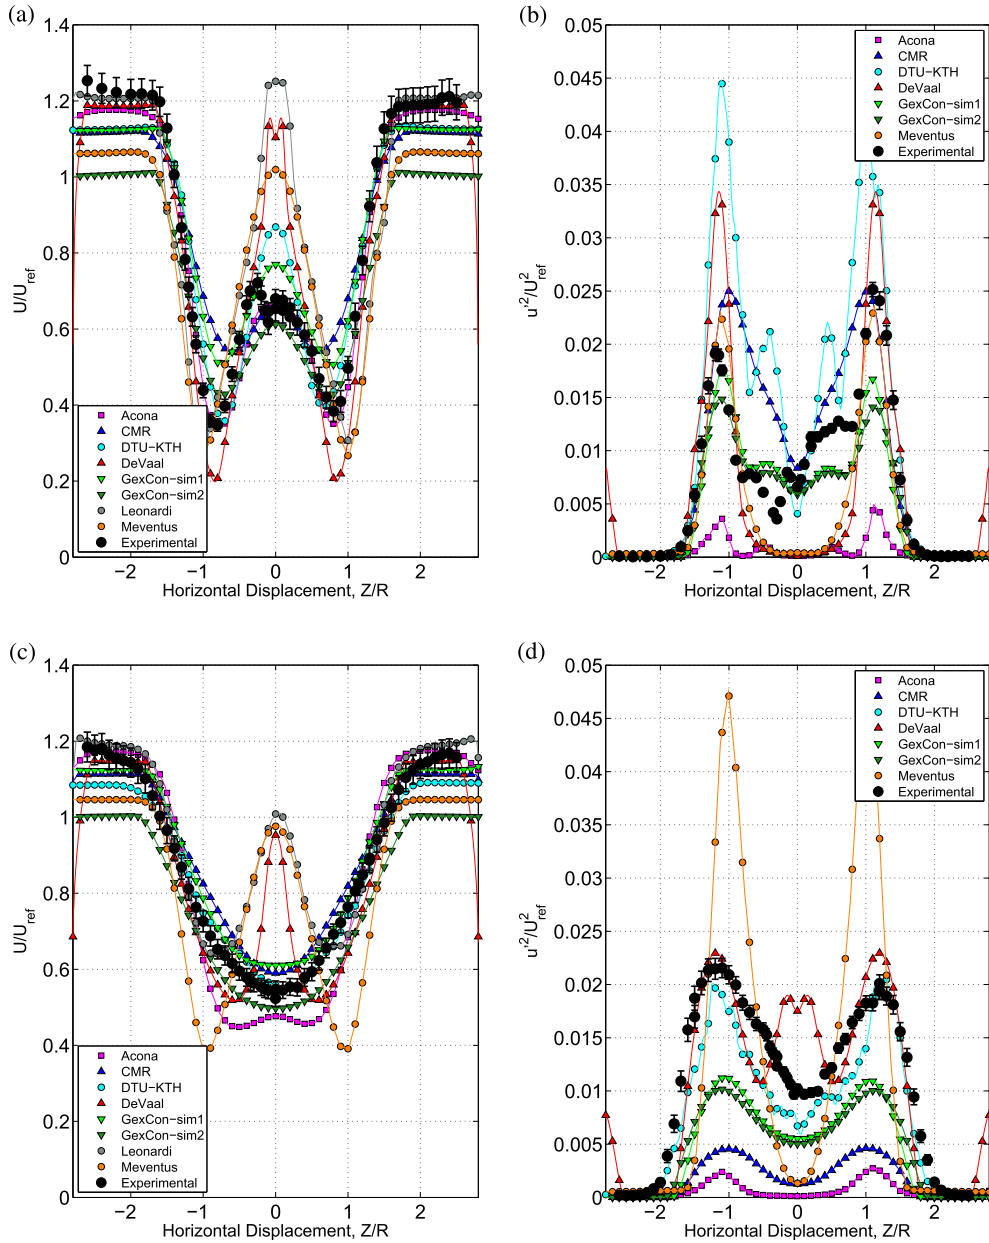 (a)
1.4
1.2
1
0.8
0.6
0.4
0.2
0
U/U_ref
Acona
CMR
DTU−KTH
DeVaal
GexCon−sim1
GexCon−sim2
Leonardi
Meventus
Experimental
−2 −1 0 1 2
Horizontal Displacement, Z/R
(b)
0.05
0.045
0.04
0.035
0.03
0.025
0.02
0.015
0.01
0.005
0
u'²/U²_ref
Acona
CMR
DTU−KTH
DeVaal
GexCon−sim1
GexCon−sim2
Meventus
Experimental
−2 −1 0 1 2
Horizontal Displacement, Z/R
(c)
1.4
1.2
1
0.8
0.6
0.4
0.2
0
U/U_ref
Acona
CMR
DTU−KTH
DeVaal
GexCon−sim1
GexCon−sim2
Leonardi
Meventus
Experimental
−2 −1 0 1 2
Horizontal Displacement, Z/R
(d)
0.05
0.045
0.04
0.035
0.03
0.025
0.02
0.015
0.01
0.005
0
u'²/U²_ref
Acona
CMR
DTU−KTH
DeVaal
GexCon−sim1
GexCon−sim2
Meventus
Experimental
−2 −1 0 1 2
Horizontal Displacement, Z/R